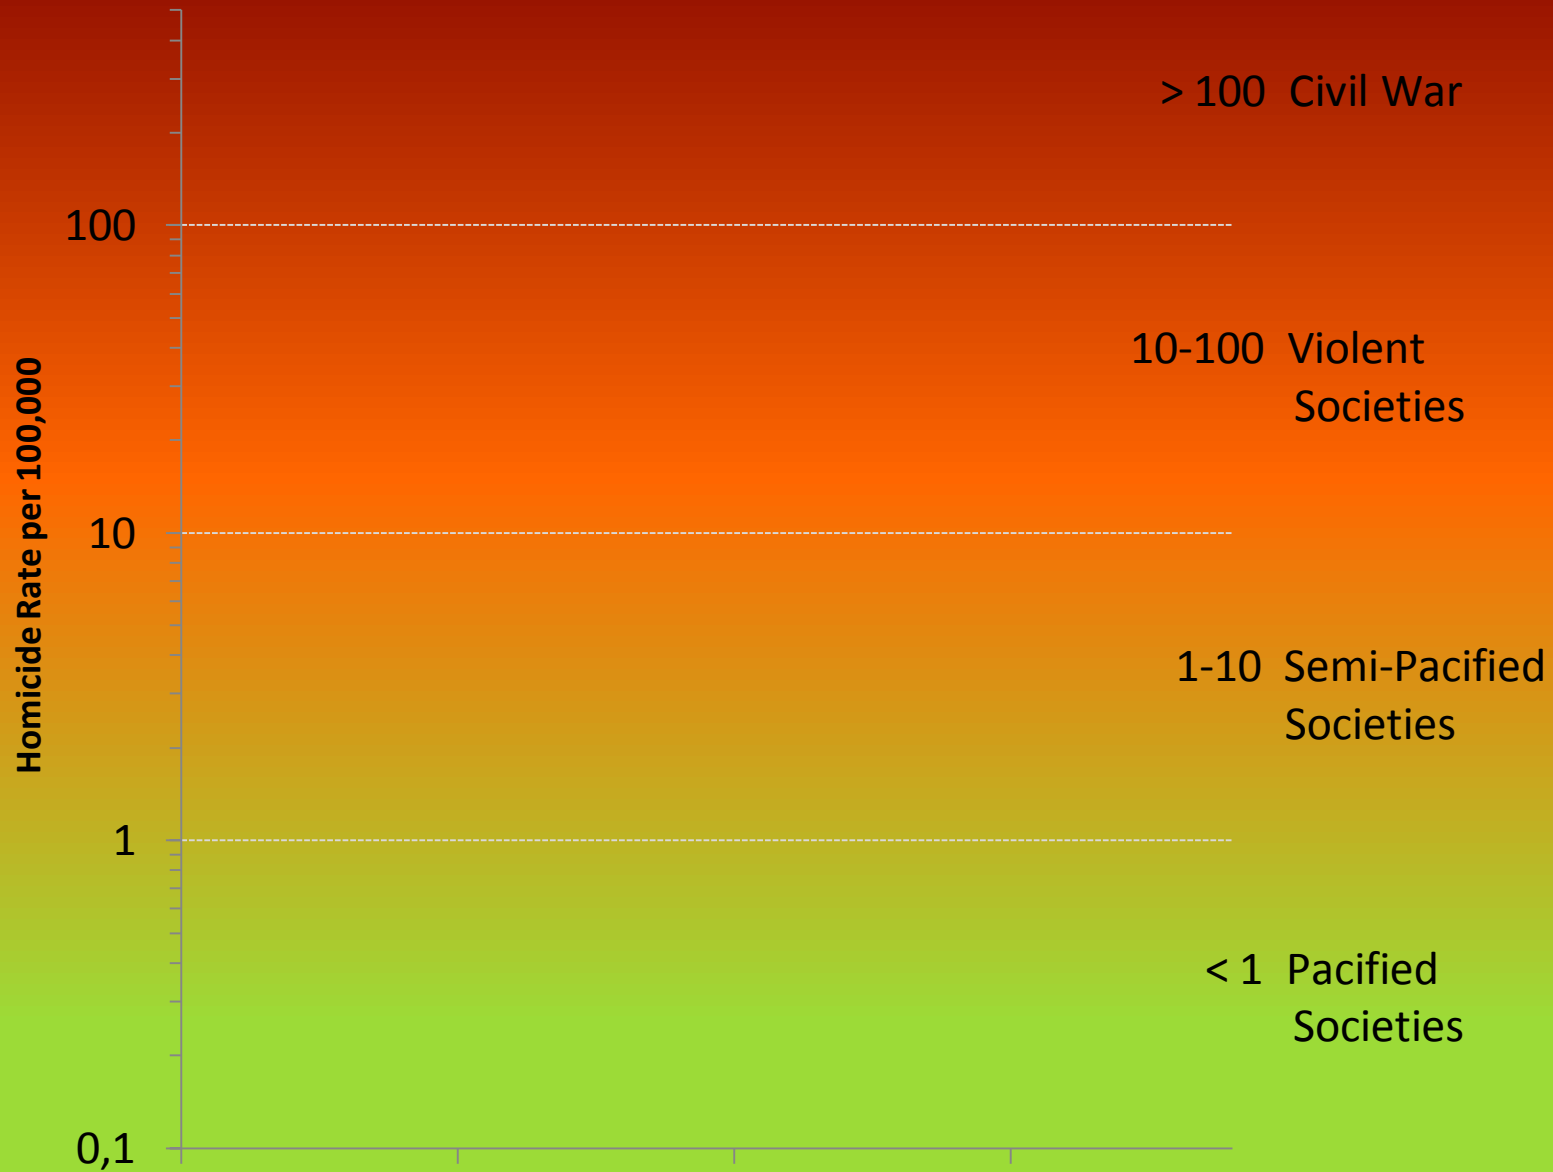 > 100 Civil War
100
10-100 Violent
Societies
Homicide Rate per 100,000
10
1-10 Semi-Pacified
Societies
1
< 1 Pacified
Societies
0,1